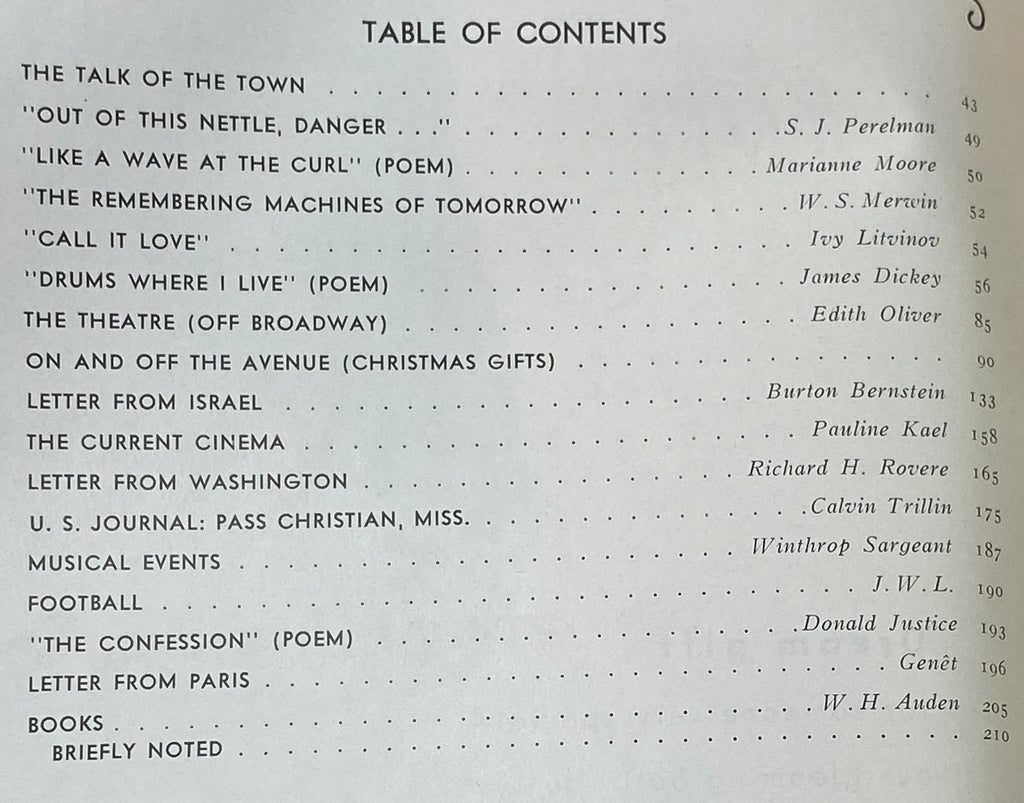 TABLE OF CONTENTS
THE TALK OF THE TOWN . . . . . . . . . . . . . . . . . . . . . . . . . . . . . . 43
"OUT OF THIS NETTLE, DANGER . . ." . . . . . . . . . . . . . . S. J. Perelman 49
"LIKE A WAVE AT THE CURL" (POEM) . . . . . . . . . . . . . Marianne Moore 50
"THE REMEMBERING MACHINES OF TOMORROW" . . . . . . . . . W. S. Merwin 52
"CALL IT LOVE" . . . . . . . . . . . . . . . . . . . . . . . . Ivy Litvinov 54
"DRUMS WHERE I LIVE" (POEM) . . . . . . . . . . . . . . . James Dickey 56
THE THEATRE (OFF BROADWAY) . . . . . . . . . . . . . . . . Edith Oliver 85
ON AND OFF THE AVENUE (CHRISTMAS GIFTS) . . . . . . . . . . . . . . . . 90
LETTER FROM ISRAEL . . . . . . . . . . . . . . . . . . . . Burton Bernstein 133
THE CURRENT CINEMA . . . . . . . . . . . . . . . . . . . . . Pauline Kael 158
LETTER FROM WASHINGTON . . . . . . . . . . . . . . . . Richard H. Rovere 165
U. S. JOURNAL: PASS CHRISTIAN, MISS. . . . . . . . . . . . . . . Calvin Trillin 175
MUSICAL EVENTS . . . . . . . . . . . . . . . . . . . . . Winthrop Sargeant 187
FOOTBALL . . . . . . . . . . . . . . . . . . . . . . . . . . . . . J. W. L. 190
"THE CONFESSION" (POEM) . . . . . . . . . . . . . . . . . . Donald Justice 193
LETTER FROM PARIS . . . . . . . . . . . . . . . . . . . . . . . . . Genêt 196
BOOKS . . . . . . . . . . . . . . . . . . . . . . . . . . . . W. H. Auden 205
BRIEFLY NOTED . . . . . . . . . . . . . . . . . . . . . . . . . . . . . . 210